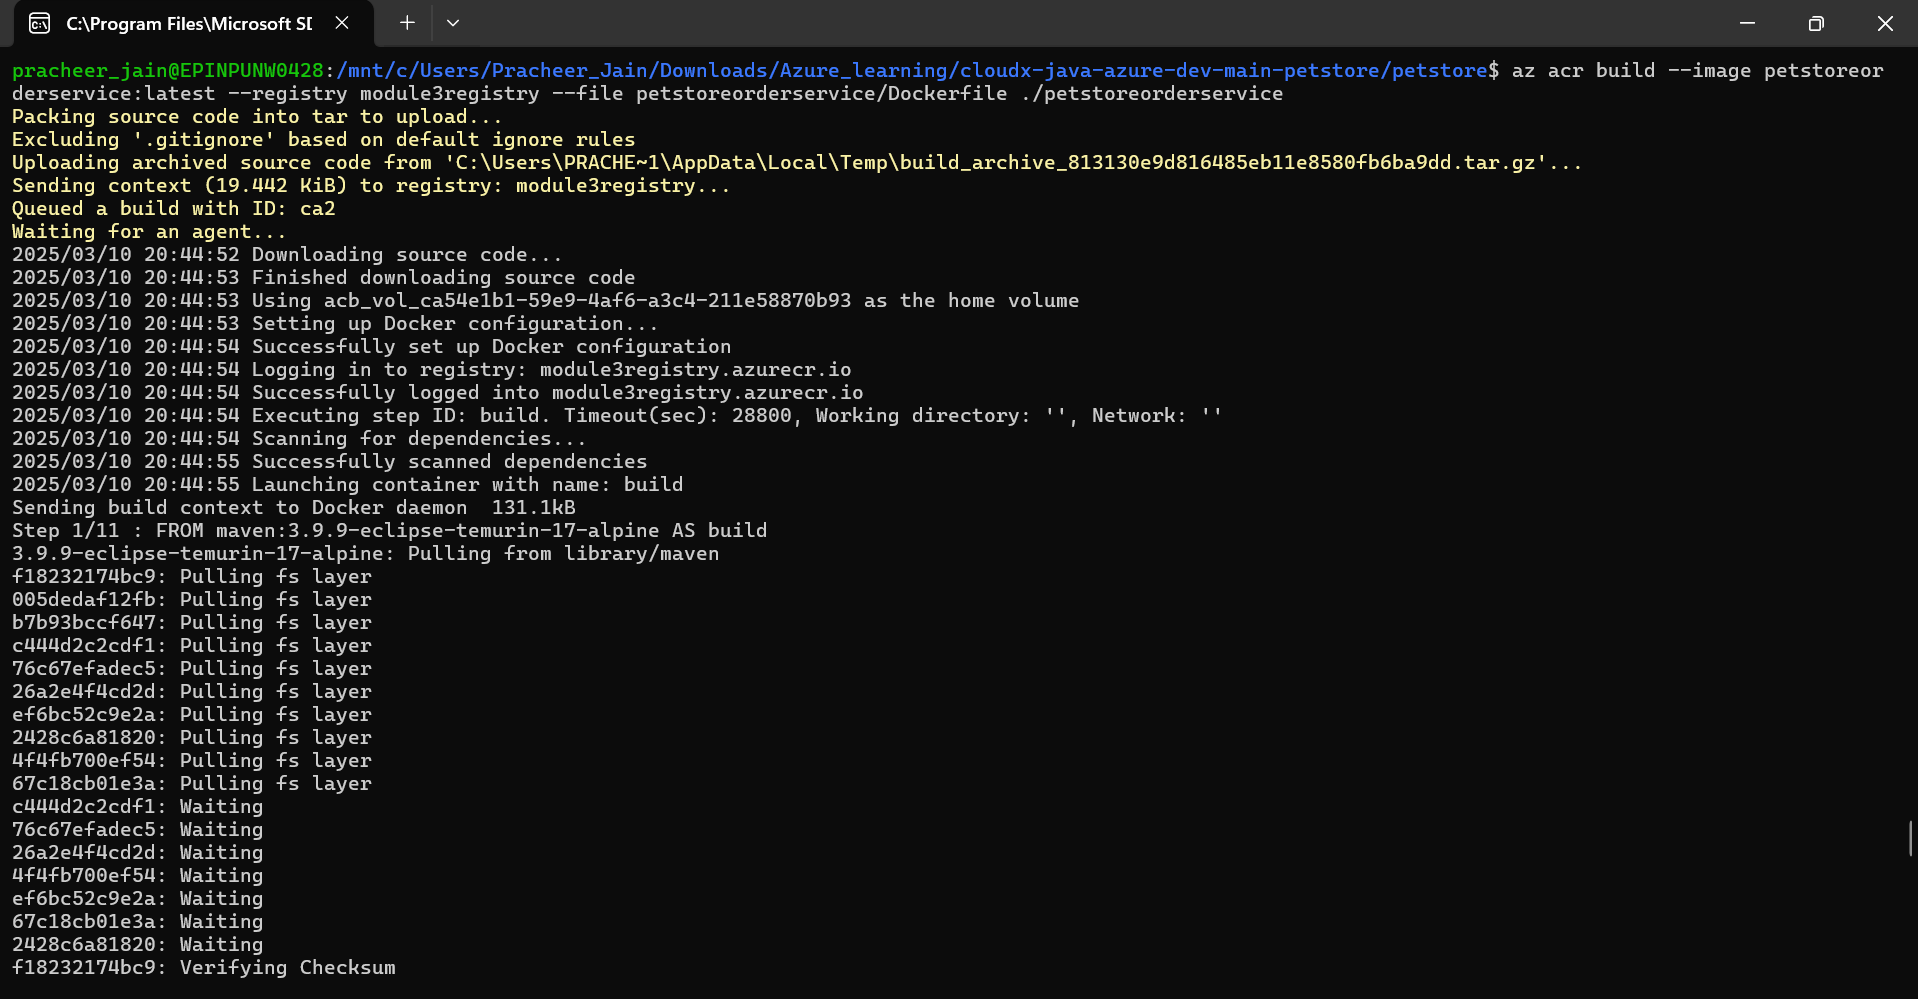 C:\Program Files\Microsoft SD
pracheer_jain@EPINPUNW0428:/mnt/c/Users/Pracheer_Jain/Downloads/Azure_learning/cloudx-java-azure-dev-main-petstore/petstore$ az acr build --image petstoreor
derservice:latest --registry module3registry --file petstoreorderservice/Dockerfile ./petstoreorderservice
Packing source code into tar to upload...
Excluding '.gitignore' based on default ignore rules
Uploading archived source code from 'C:\Users\PRACHE~1\AppData\Local\Temp\build_archive_813130e9d816485eb11e8580fb6ba9dd.tar.gz'...
Sending context (19.442 KiB) to registry: module3registry...
Queued a build with ID: ca2
Waiting for an agent...
2025/03/10 20:44:52 Downloading source code...
2025/03/10 20:44:53 Finished downloading source code
2025/03/10 20:44:53 Using acb_vol_ca54e1b1-59e9-4af6-a3c4-211e58870b93 as the home volume
2025/03/10 20:44:53 Setting up Docker configuration...
2025/03/10 20:44:54 Successfully set up Docker configuration
2025/03/10 20:44:54 Logging in to registry: module3registry.azurecr.io
2025/03/10 20:44:54 Successfully logged into module3registry.azurecr.io
2025/03/10 20:44:54 Executing step ID: build. Timeout(sec): 28800, Working directory: '', Network: ''
2025/03/10 20:44:54 Scanning for dependencies...
2025/03/10 20:44:55 Successfully scanned dependencies
2025/03/10 20:44:55 Launching container with name: build
Sending build context to Docker daemon  131.1kB
Step 1/11 : FROM maven:3.9.9-eclipse-temurin-17-alpine AS build
3.9.9-eclipse-temurin-17-alpine: Pulling from library/maven
f18232174bc9: Pulling fs layer
005dedaf12fb: Pulling fs layer
b7b93bccf647: Pulling fs layer
c444d2c2cdf1: Pulling fs layer
76c67efadec5: Pulling fs layer
26a2e4f4cd2d: Pulling fs layer
ef6bc52c9e2a: Pulling fs layer
2428c6a81820: Pulling fs layer
4f4fb700ef54: Pulling fs layer
67c18cb01e3a: Pulling fs layer
c444d2c2cdf1: Waiting
76c67efadec5: Waiting
26a2e4f4cd2d: Waiting
4f4fb700ef54: Waiting
ef6bc52c9e2a: Waiting
67c18cb01e3a: Waiting
2428c6a81820: Waiting
f18232174bc9: Verifying Checksum